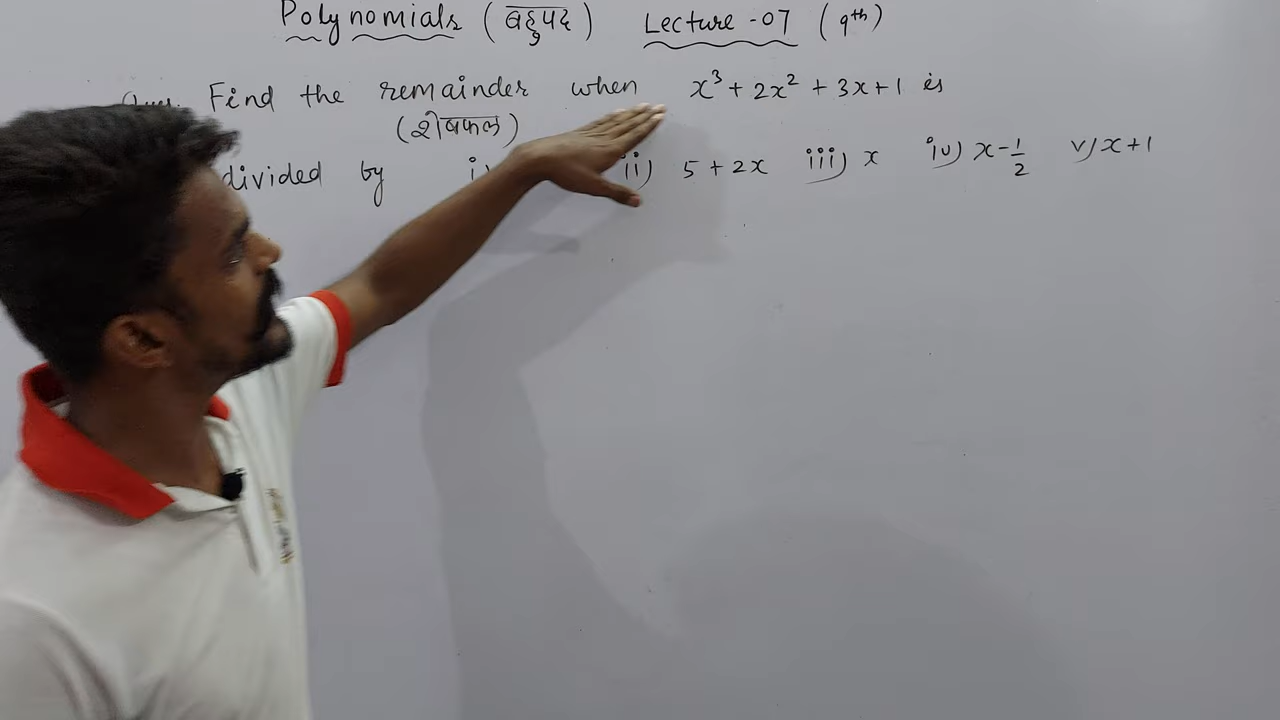 Polynomials (बहुपद) Lecture -07 (9th)
Ques. Find the remainder when x³ + 2x² + 3x + 1 is
(शेषफल)
divided by i) ii) 5 + 2x iii) x iv) x - 1/2 v) x + 1